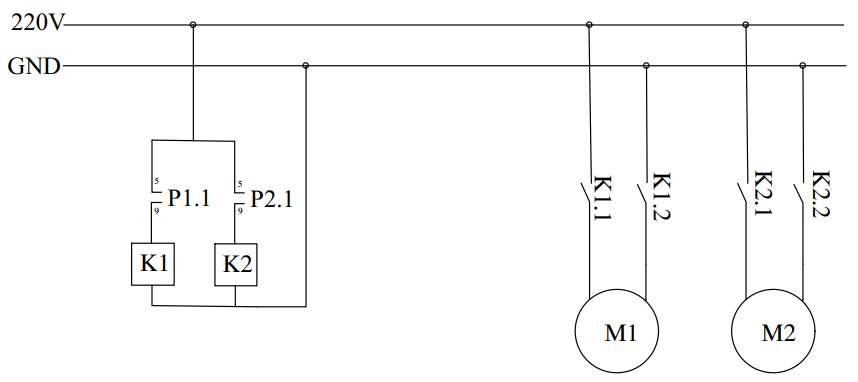 220V
GND
5
P1.1
9
5
P2.1
9
K1
K2
K1.1
K1.2
K2.1
K2.2
M1
M2